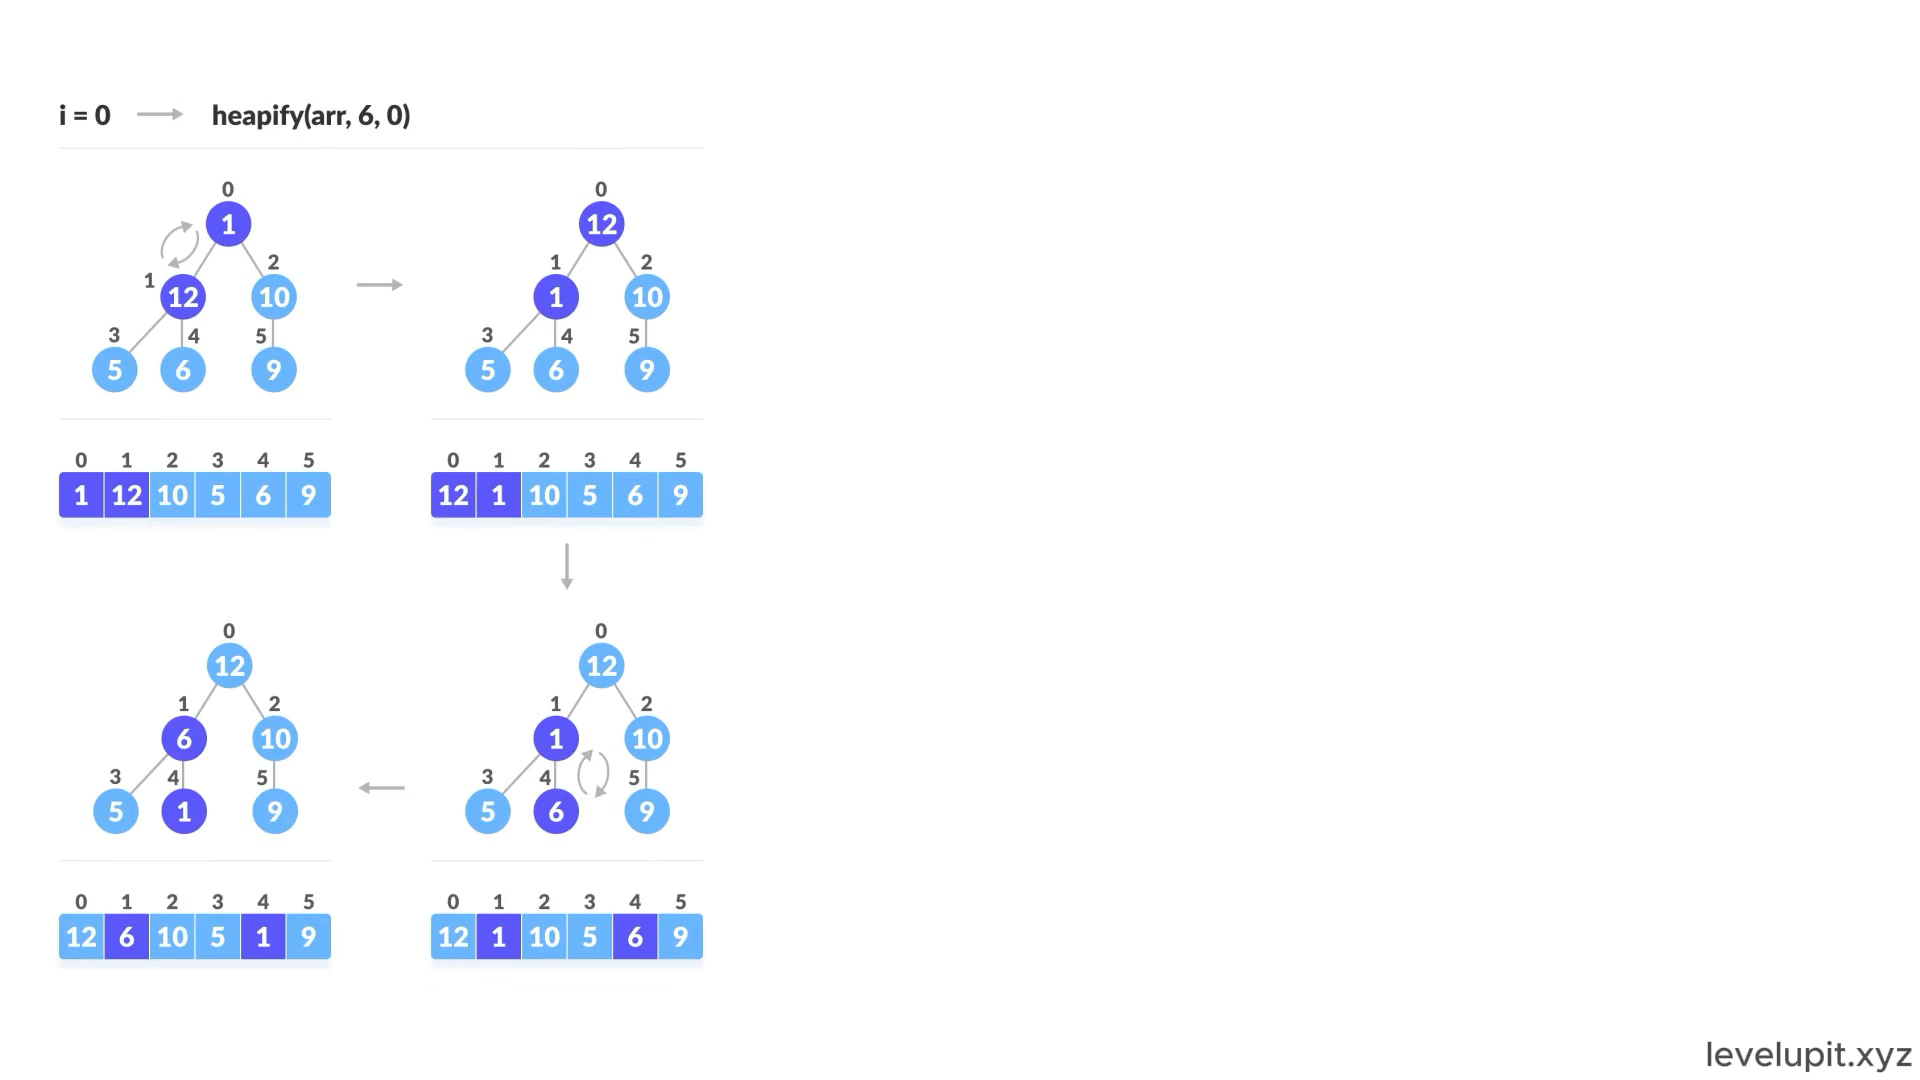 i = 0 heapify(arr, 6, 0)
0
1
1 12 2 10
3 5 4 6 5 9
0 1 2 3 4 5
1 12 10 5 6 9
0
12
1 1 2 10
3 5 4 6 5 9
0 1 2 3 4 5
12 1 10 5 6 9
0
12
1 6 2 10
3 5 4 1 5 9
0 1 2 3 4 5
12 6 10 5 1 9
0
12
1 1 2 10
3 5 4 6 5 9
0 1 2 3 4 5
12 1 10 5 6 9
levelupit.xyz